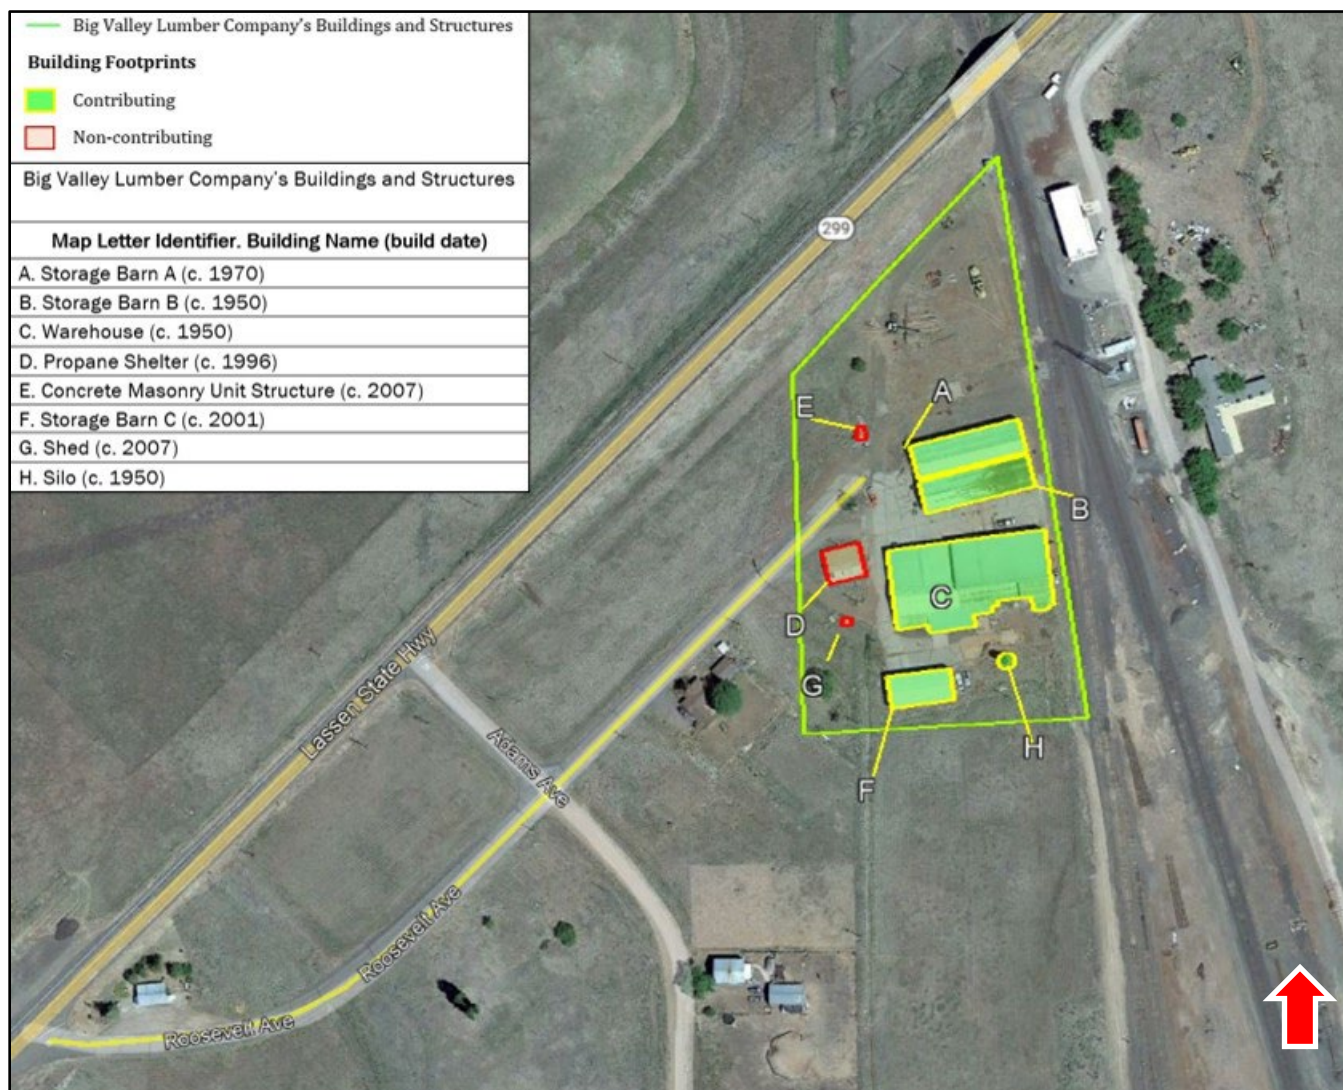 Big Valley Lumber Company's Buildings and Structures
Building Footprints
Contributing
Non-contributing
Big Valley Lumber Company's Buildings and Structures
Map Letter Identifier. Building Name (build date)
A. Storage Barn A (c. 1970)
B. Storage Barn B (c. 1950)
C. Warehouse (c. 1950)
D. Propane Shelter (c. 1996)
E. Concrete Masonry Unit Structure (c. 2007)
F. Storage Barn C (c. 2001)
G. Shed (c. 2007)
H. Silo (c. 1950)
299
A
E
B
C
D
G
H
F
Lassen State Hwy
Adams Ave
Roosevelt Ave
Roosevelt Ave